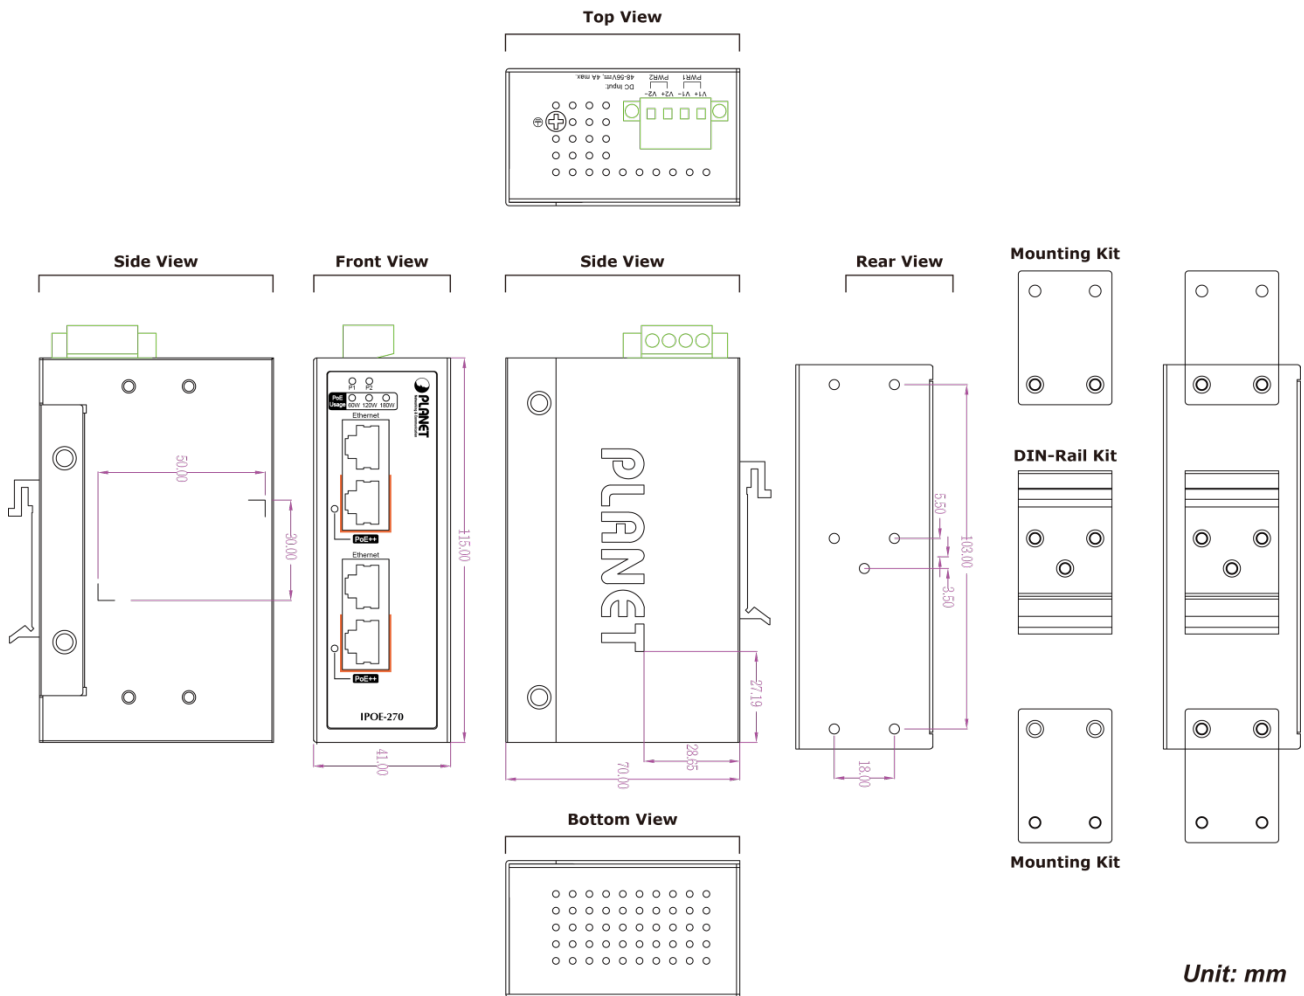 Top View
DC Input:
48-56V⎓, 4A max.
PWR2
PWR1
V2-
V2+
V1-
V1+
Side View
Front View
Side View
Rear View
Mounting Kit
50.00
30.00
P1
P2
PoE
Usage
60W
120W
180W
PLANET
Ethernet
PoE++
Ethernet
PoE++
IPOE-270
115.00
41.00
PLANET
27.19
28.65
70.00
5.50
103.00
3.50
18.00
DIN-Rail Kit
Mounting Kit
Bottom View
Unit: mm